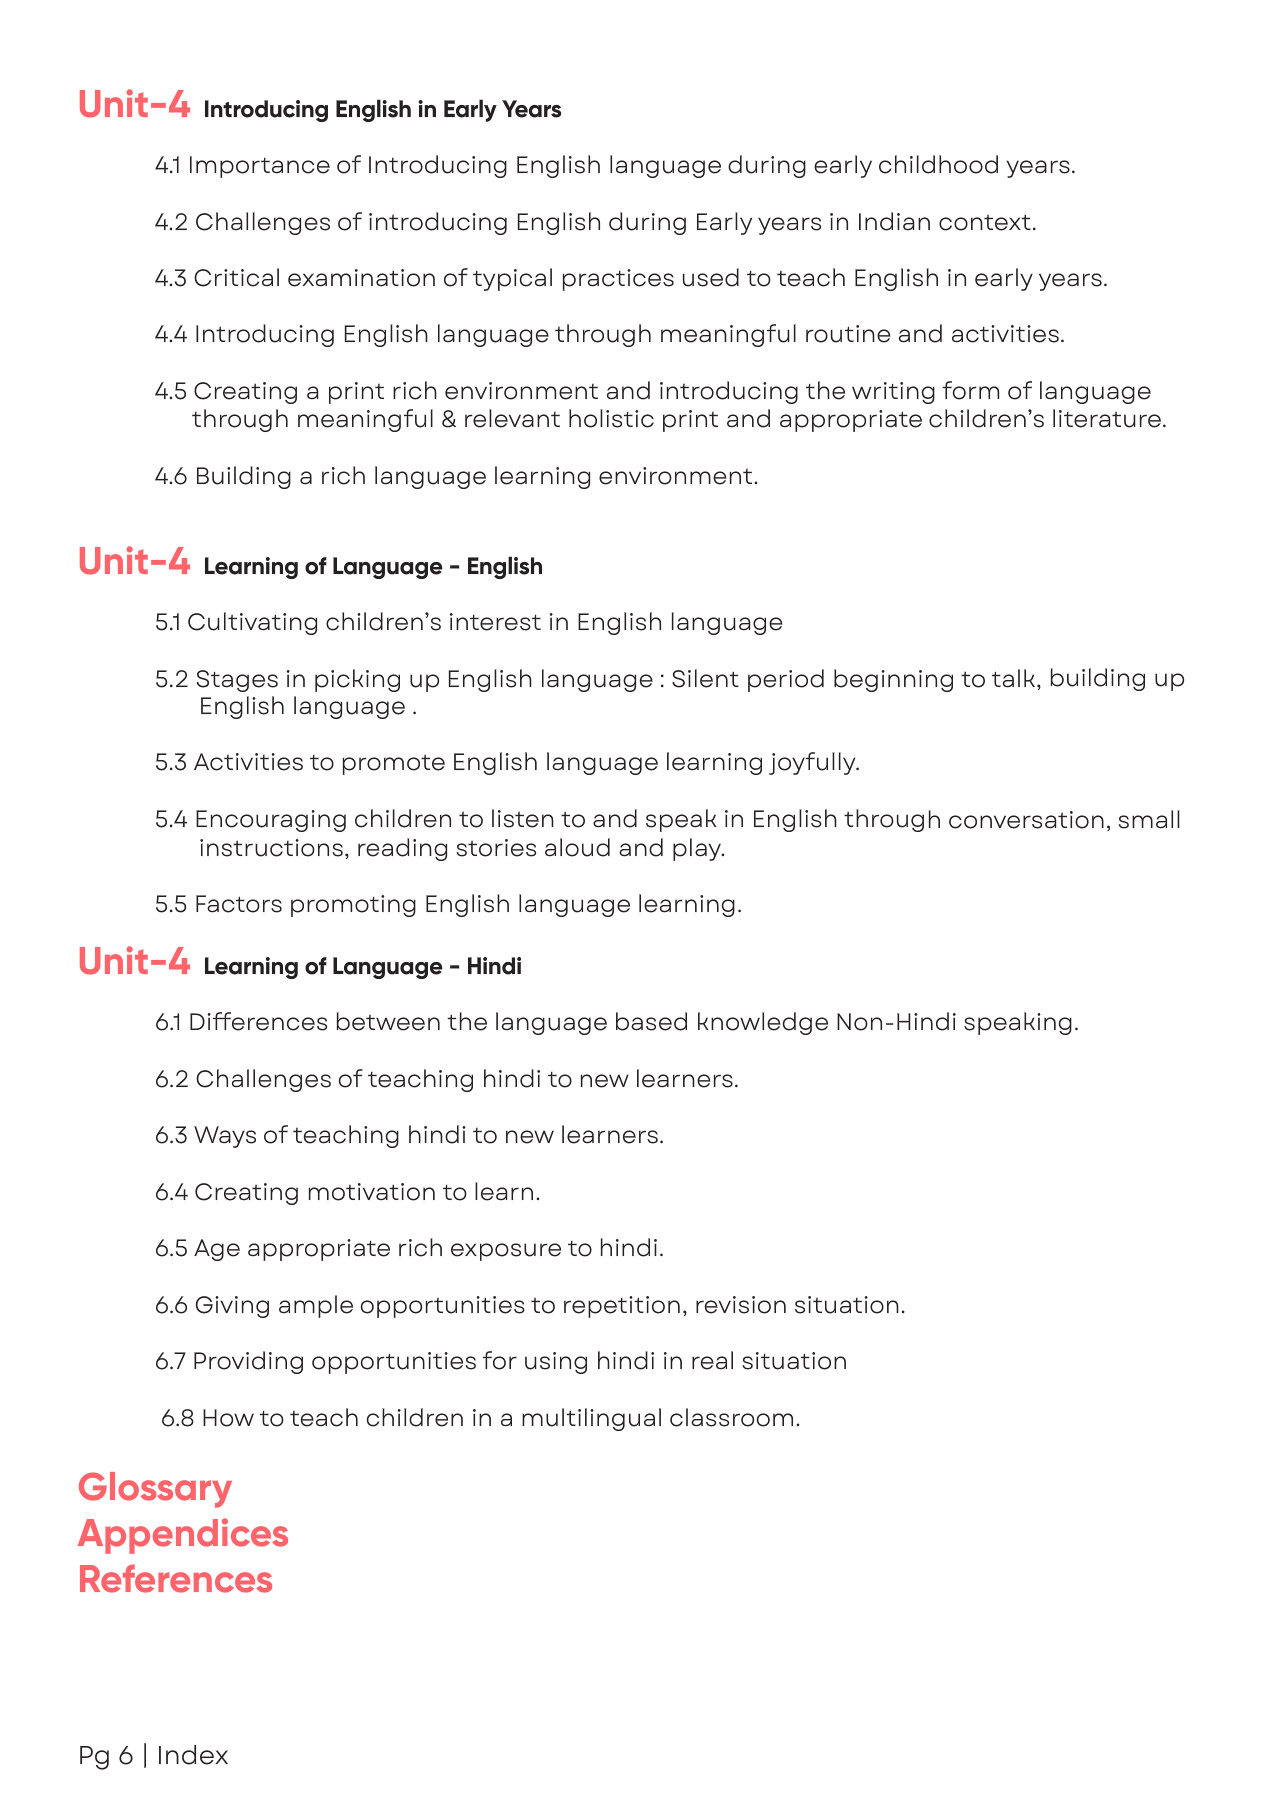 Unit-4 Introducing English in Early Years
4.1 Importance of Introducing English language during early childhood years.
4.2 Challenges of introducing English during Early years in Indian context.
4.3 Critical examination of typical practices used to teach English in early years.
4.4 Introducing English language through meaningful routine and activities.
4.5 Creating a print rich environment and introducing the writing form of language
through meaningful & relevant holistic print and appropriate children's literature.
4.6 Building a rich language learning environment.
Unit-4 Learning of Language - English
5.1 Cultivating children's interest in English language
5.2 Stages in picking up English language : Silent period beginning to talk, building up
English language .
5.3 Activities to promote English language learning joyfully.
5.4 Encouraging children to listen to and speak in English through conversation, small
instructions, reading stories aloud and play.
5.5 Factors promoting English language learning.
Unit-4 Learning of Language - Hindi
6.1 Differences between the language based knowledge Non-Hindi speaking.
6.2 Challenges of teaching hindi to new learners.
6.3 Ways of teaching hindi to new learners.
6.4 Creating motivation to learn.
6.5 Age appropriate rich exposure to hindi.
6.6 Giving ample opportunities to repetition, revision situation.
6.7 Providing opportunities for using hindi in real situation
6.8 How to teach children in a multilingual classroom.
Glossary
Appendices
References
Pg 6 | Index